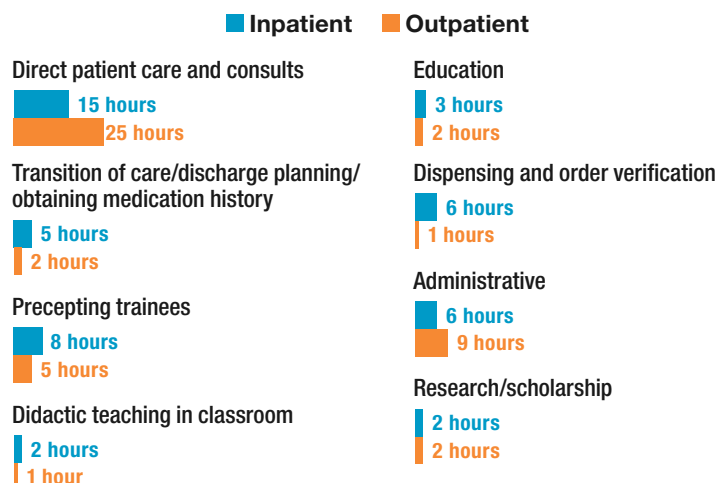 Inpatient Outpatient
Direct patient care and consults
15 hours
25 hours
Transition of care/discharge planning/
obtaining medication history
5 hours
2 hours
Precepting trainees
8 hours
5 hours
Didactic teaching in classroom
2 hours
1 hour
Education
3 hours
2 hours
Dispensing and order verification
6 hours
1 hours
Administrative
6 hours
9 hours
Research/scholarship
2 hours
2 hours